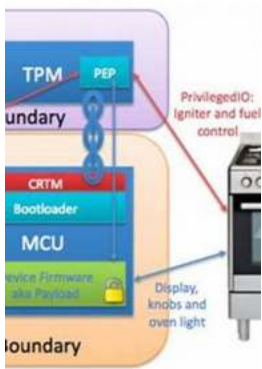 TPM
PEP
PrivilegedIO:
Igniter and fuel
control
undary
CRTM
Bootloader
MCU
evice Firmware
aka Payload
Display,
knobs and
oven light
Boundary